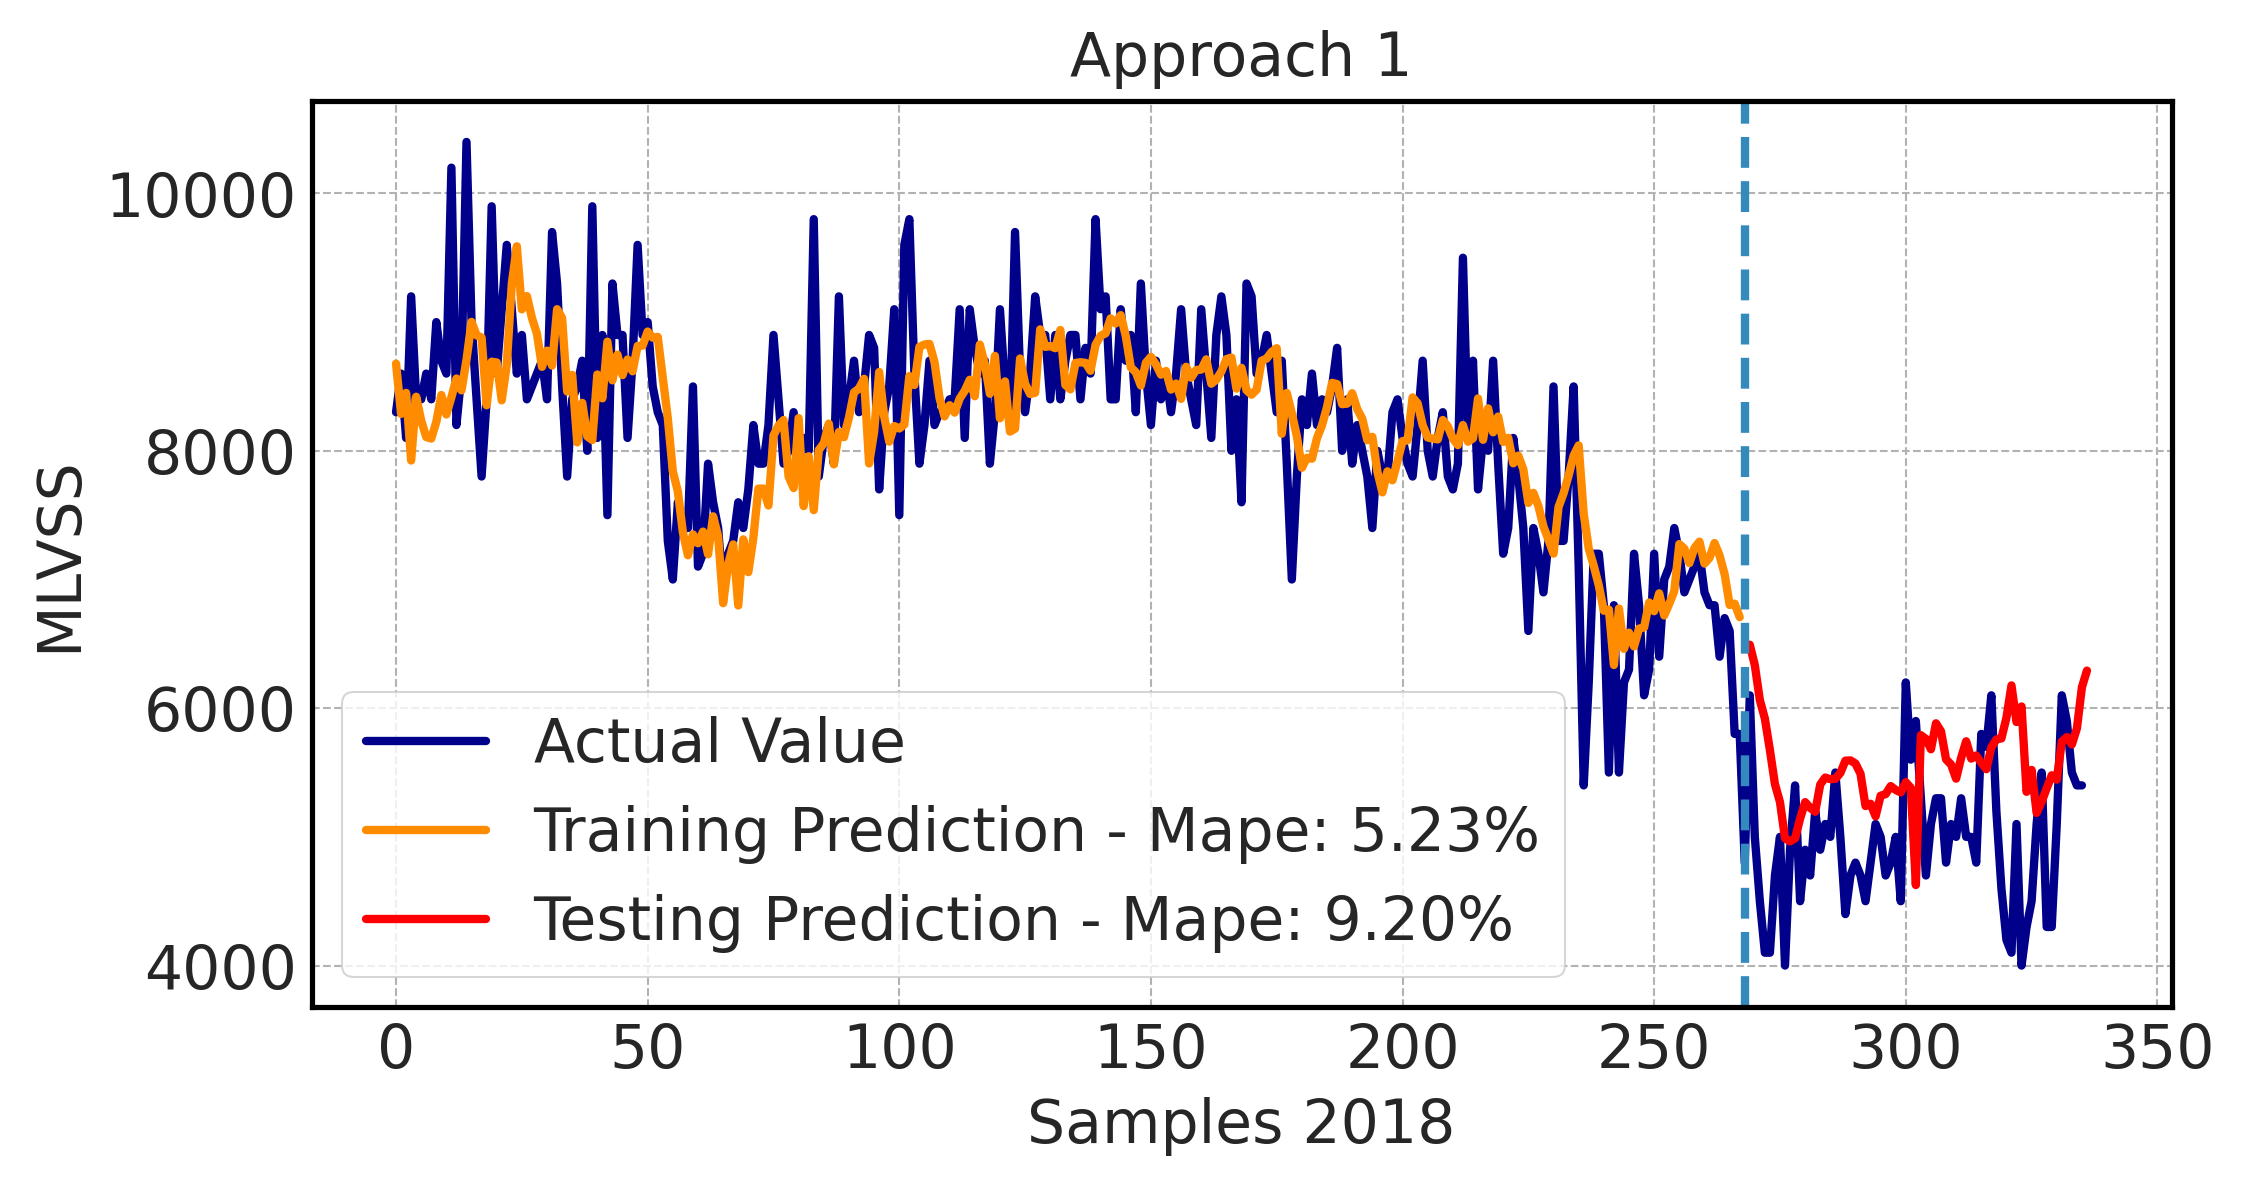 Approach 1
MLVSS
10000
8000
6000
4000
Actual Value
Training Prediction - Mape: 5.23%
Testing Prediction - Mape: 9.20%
0 50 100 150 200 250 300 350
Samples 2018